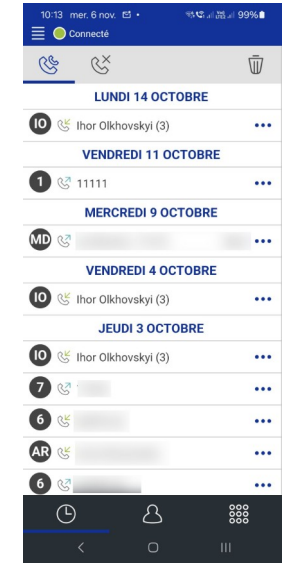 10:13 mer. 6 nov. 99%
Connecté
LUNDI 14 OCTOBRE
IO Ihor Olkhovskyi (3)
VENDREDI 11 OCTOBRE
1 11111
MERCREDI 9 OCTOBRE
MD
VENDREDI 4 OCTOBRE
IO Ihor Olkhovskyi (3)
JEUDI 3 OCTOBRE
IO Ihor Olkhovskyi (3)
7
6
AR
6